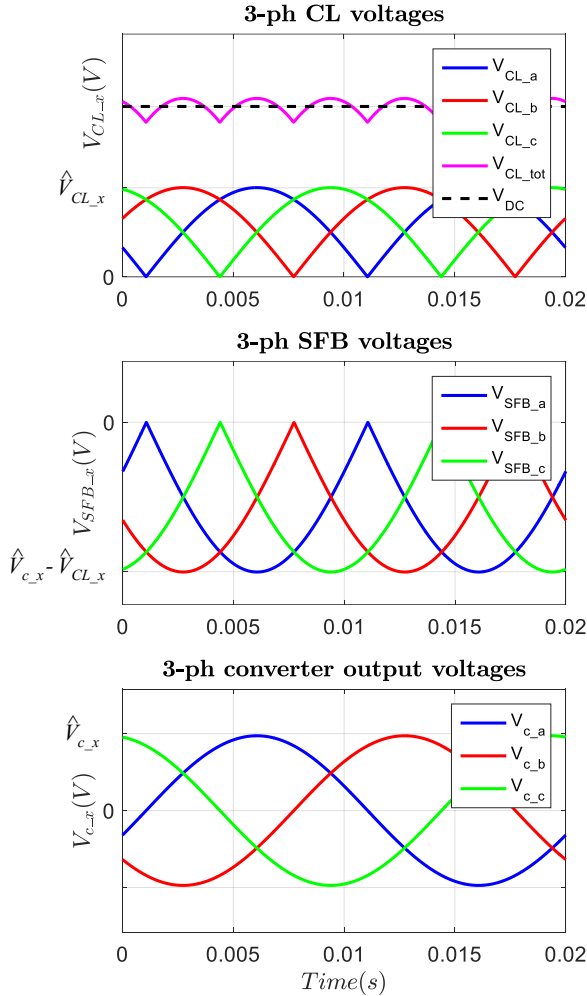 3-ph CL voltages
V_CL_x(V)
V̂_CL_x
0
V_CL_a
V_CL_b
V_CL_c
V_CL_tot
V_DC
0 0.005 0.01 0.015 0.02
3-ph SFB voltages
0
V_SFB_x(V)
V̂_c_x-V̂_CL_x
V_SFB_a
V_SFB_b
V_SFB_c
0 0.005 0.01 0.015 0.02
3-ph converter output voltages
V̂_c_x
V_c_x(V)
0
V_c_a
V_c_b
V_c_c
0 0.005 0.01 0.015 0.02
Time(s)